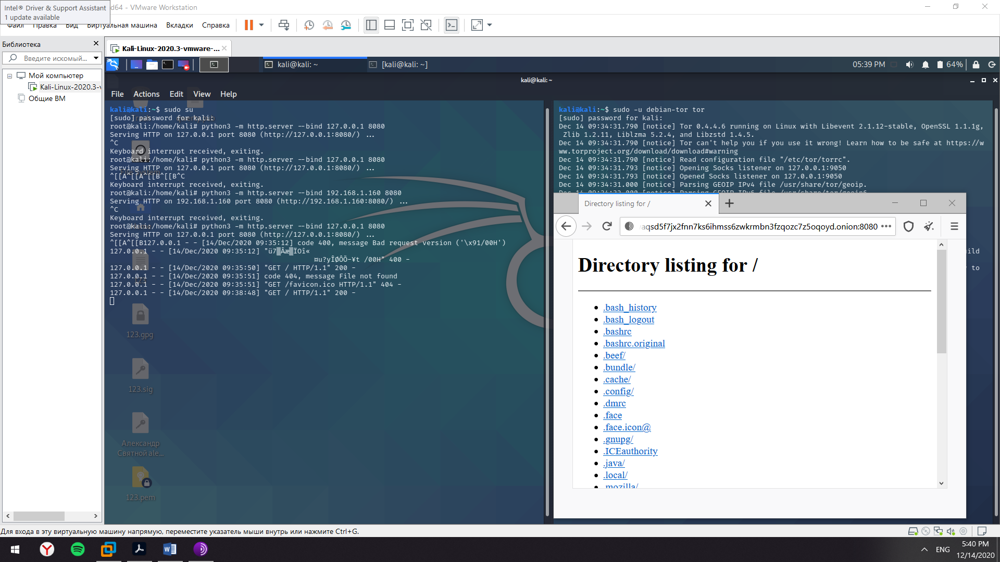 Intel® Driver & Support Assistant
1 update available
d64 - VMware Workstation
Файл Правка Вид Виртуальная машина Вкладки Справка
Библиотека
Введите искомый...
Мой компьютер
Kali-Linux-2020.3-v
Общие ВМ
Kali-Linux-2020.3-vmware-...
kali@kali: ~
[kali@kali: ~]
05:39 PM
64%
kali@kali: ~
File Actions Edit View Help
kali@kali:~$ sudo su
[sudo] password for kali:
root@kali:/home/kali# python3 -m http.server --bind 127.0.0.1 8080
Serving HTTP on 127.0.0.1 port 8080 (http://127.0.0.1:8080/) ...
^C
Keyboard interrupt received, exiting.
root@kali:/home/kali# python3 -m http.server --bind 127.0.0.1 8080
Serving HTTP on 127.0.0.1 port 8080 (http://127.0.0.1:8080/) ...
^[[A^[[A^[[B^[[B^C
Keyboard interrupt received, exiting.
root@kali:/home/kali# python3 -m http.server --bind 192.168.1.160 8080
Serving HTTP on 192.168.1.160 port 8080 (http://192.168.1.160:8080/) ...
^C
Keyboard interrupt received, exiting.
root@kali:/home/kali# python3 -m http.server --bind 127.0.0.1 8080
Serving HTTP on 127.0.0.1 port 8080 (http://127.0.0.1:8080/) ...
^[[A^[[B127.0.0.1 - - [14/Dec/2020 09:35:12] code 400, message Bad request version ('\x91/00H')
127.0.0.1 - - [14/Dec/2020 09:35:12]
/00H" 400 -
127.0.0.1 - - [14/Dec/2020 09:35:50] "GET / HTTP/1.1" 200 -
127.0.0.1 - - [14/Dec/2020 09:35:51] code 404, message File not found
127.0.0.1 - - [14/Dec/2020 09:35:51] "GET /favicon.ico HTTP/1.1" 404 -
127.0.0.1 - - [14/Dec/2020 09:38:48] "GET / HTTP/1.1" 200 -
123.gpg
123.sig
Александр
Святной ale...
123.pem
kali@kali:~$ sudo -u debian-tor tor
[sudo] password for kali:
Dec 14 09:34:31.790 [notice] Tor 0.4.4.6 running on Linux with Libevent 2.1.12-stable, OpenSSL 1.1.1g,
Zlib 1.2.11, Liblzma 5.2.4, and Libzstd 1.4.5.
Dec 14 09:34:31.790 [notice] Tor can't help you if you use it wrong! Learn how to be safe at https://w
ww.torproject.org/download/download#warning
Dec 14 09:34:31.790 [notice] Read configuration file "/etc/tor/torrc".
Dec 14 09:34:31.793 [notice] Opening Socks listener on 127.0.0.1:9050
Dec 14 09:34:31.793 [notice] Opened Socks listener on 127.0.0.1:9050
Dec 14 09:34:31.000 [notice] Parsing GEOIP IPv4 file /usr/share/tor/geoip.
ild
to
Directory listing for /
aqsd5f7jx2fnn7ks6ihmss6zwkrmbn3fzqozc7z5oqoyd.onion:8080
Directory listing for /
.bash_history
.bash_logout
.bashrc
.bashrc.original
.beef/
.bundle/
.cache/
.config/
.dmrc
.face
.face.icon@
.gnupg/
.ICEauthority
.java/
.local/
.mozilla/
Для входа в эту виртуальную машину напрямую, переместите указатель мыши внутрь или нажмите Ctrl+G.
ENG
5:40 PM
12/14/2020